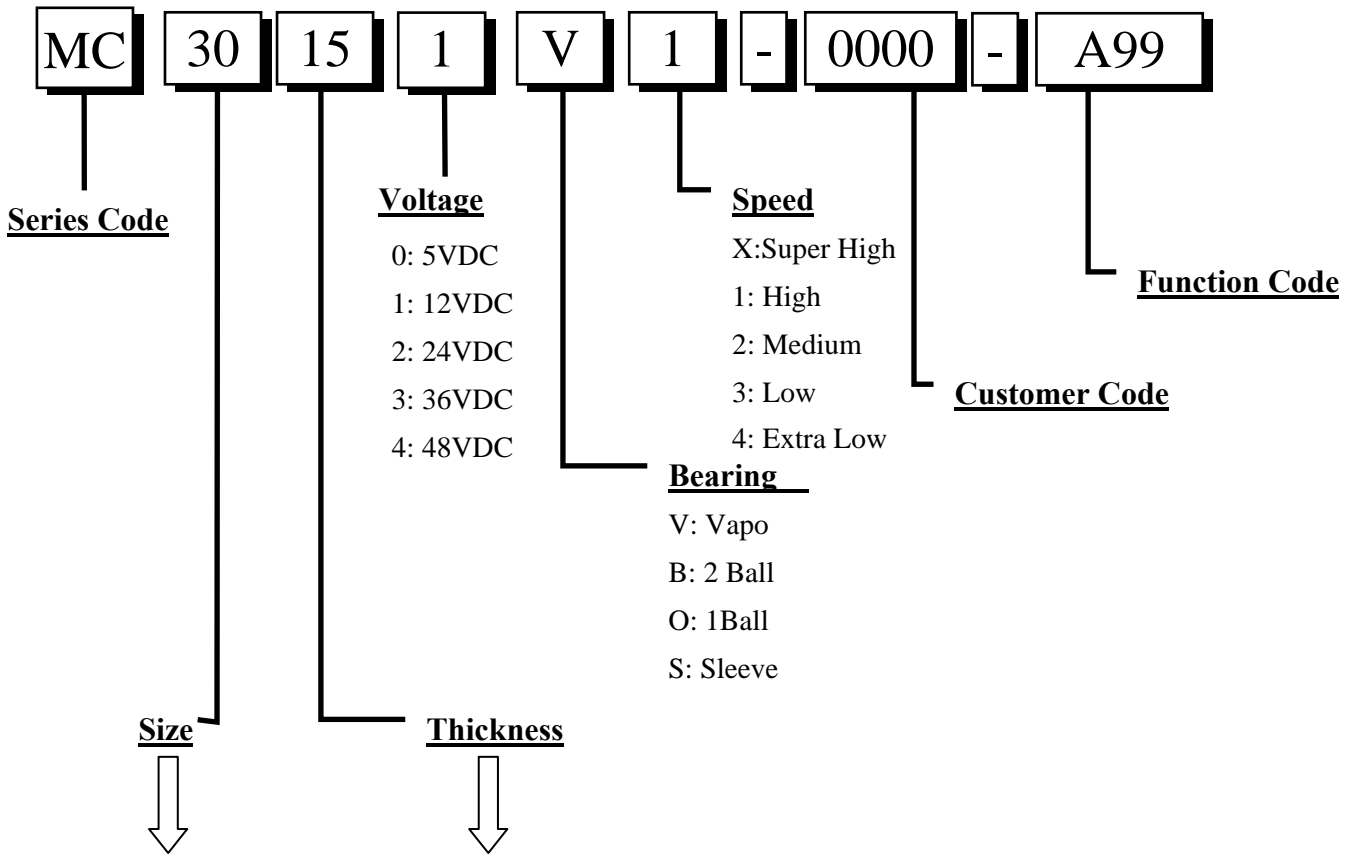 MC 30 15 1 V 1 - 0000 - A99
Series Code
Voltage
0: 5VDC
1: 12VDC
2: 24VDC
3: 36VDC
4: 48VDC
Speed
X:Super High
1: High
2: Medium
3: Low
4: Extra Low
Function Code
Customer Code
Bearing
V: Vapo
B: 2 Ball
O: 1Ball
S: Sleeve
Size
Thickness